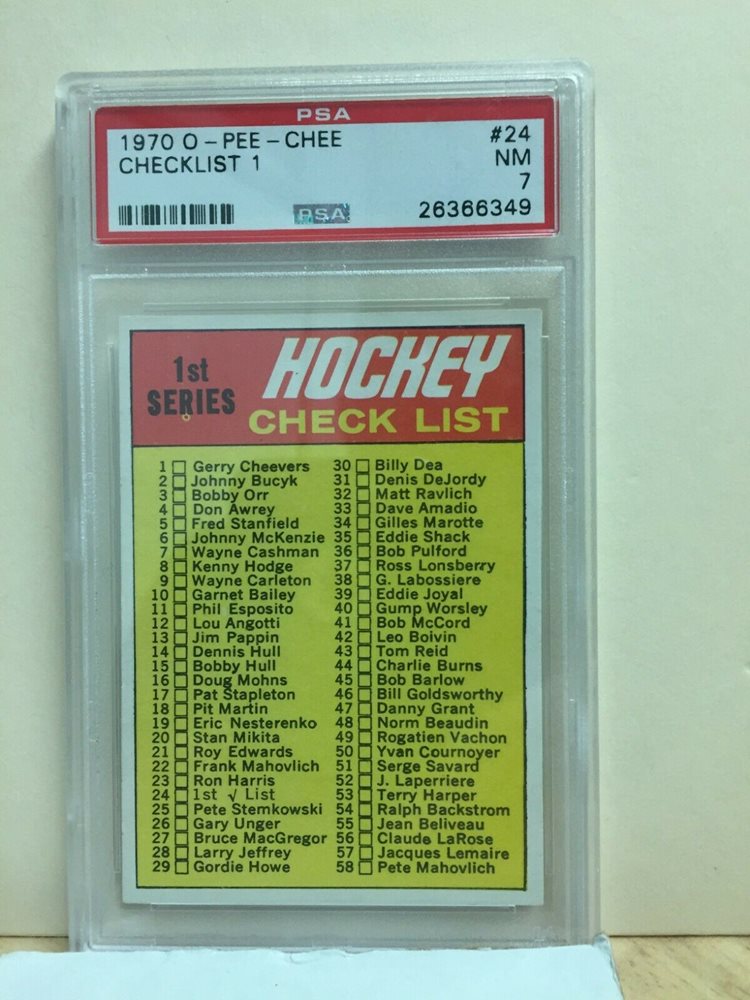 PSA
1970 O-PEE-CHEE #24
CHECKLIST 1 NM
7
PSA 26366349
1st HOCKEY
SERIES CHECK LIST
1 Gerry Cheevers 30 Billy Dea
2 Johnny Bucyk 31 Denis DeJordy
3 Bobby Orr 32 Matt Ravlich
4 Don Awrey 33 Dave Amadio
5 Fred Stanfield 34 Gilles Marotte
6 Johnny McKenzie 35 Eddie Shack
7 Wayne Cashman 36 Bob Pulford
8 Kenny Hodge 37 Ross Lonsberry
9 Wayne Carleton 38 G. Labossiere
10 Garnet Bailey 39 Eddie Joyal
11 Phil Esposito 40 Gump Worsley
12 Lou Angotti 41 Bob McCord
13 Jim Pappin 42 Leo Boivin
14 Dennis Hull 43 Tom Reid
15 Bobby Hull 44 Charlie Burns
16 Doug Mohns 45 Bob Barlow
17 Pat Stapleton 46 Bill Goldsworthy
18 Pit Martin 47 Danny Grant
19 Eric Nesterenko 48 Norm Beaudin
20 Stan Mikita 49 Rogatien Vachon
21 Roy Edwards 50 Yvan Cournoyer
22 Frank Mahovlich 51 Serge Savard
23 Ron Harris 52 J. Laperriere
24 1st √ List 53 Terry Harper
25 Pete Stemkowski 54 Ralph Backstrom
26 Gary Unger 55 Jean Beliveau
27 Bruce MacGregor 56 Claude LaRose
28 Larry Jeffrey 57 Jacques Lemaire
29 Gordie Howe 58 Pete Mahovlich